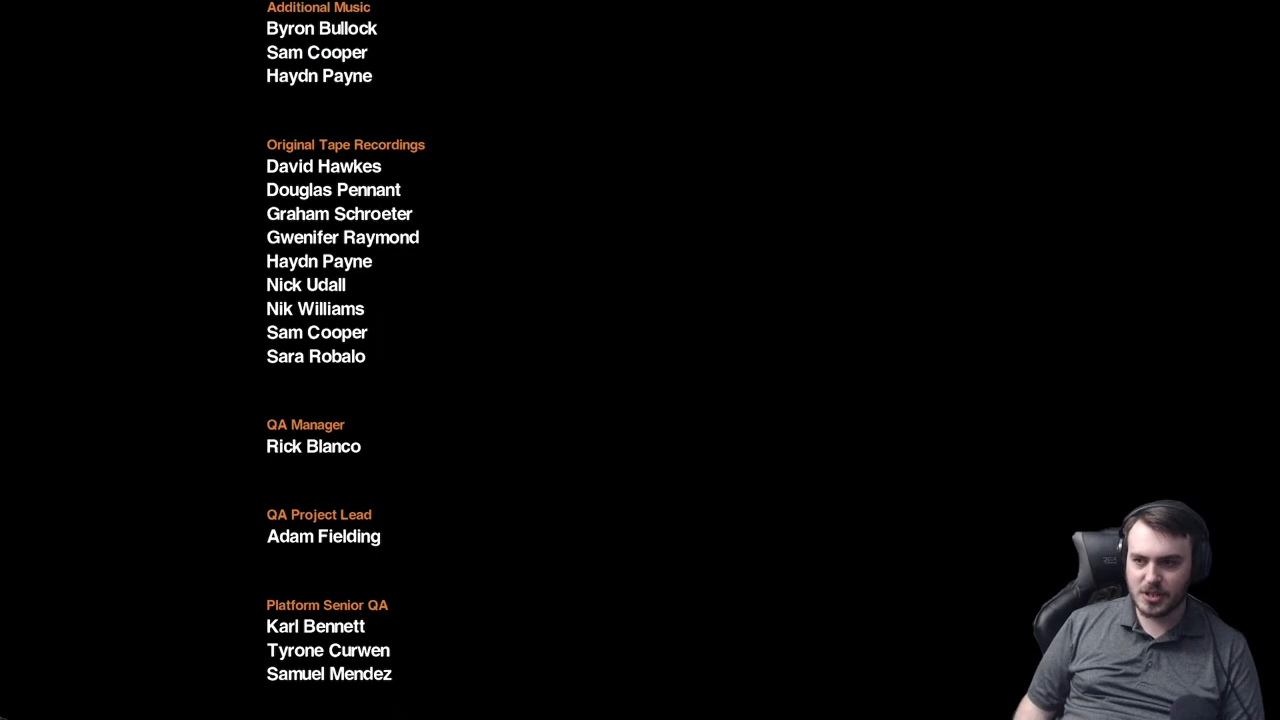 Additional Music
Byron Bullock
Sam Cooper
Haydn Payne
Original Tape Recordings
David Hawkes
Douglas Pennant
Graham Schroeter
Gwenifer Raymond
Haydn Payne
Nick Udall
Nik Williams
Sam Cooper
Sara Robalo
QA Manager
Rick Blanco
QA Project Lead
Adam Fielding
Platform Senior QA
Karl Bennett
Tyrone Curwen
Samuel Mendez